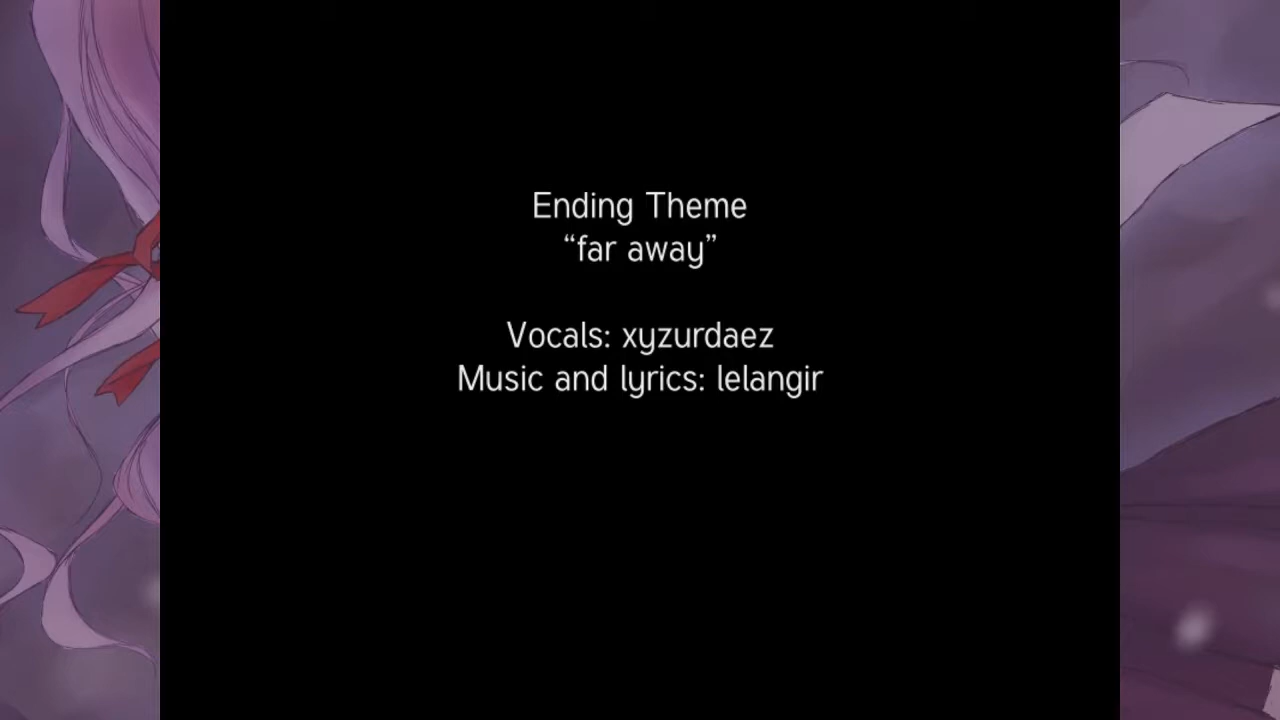 Ending Theme
“far away”
Vocals: xyzurdaez
Music and lyrics: lelangir